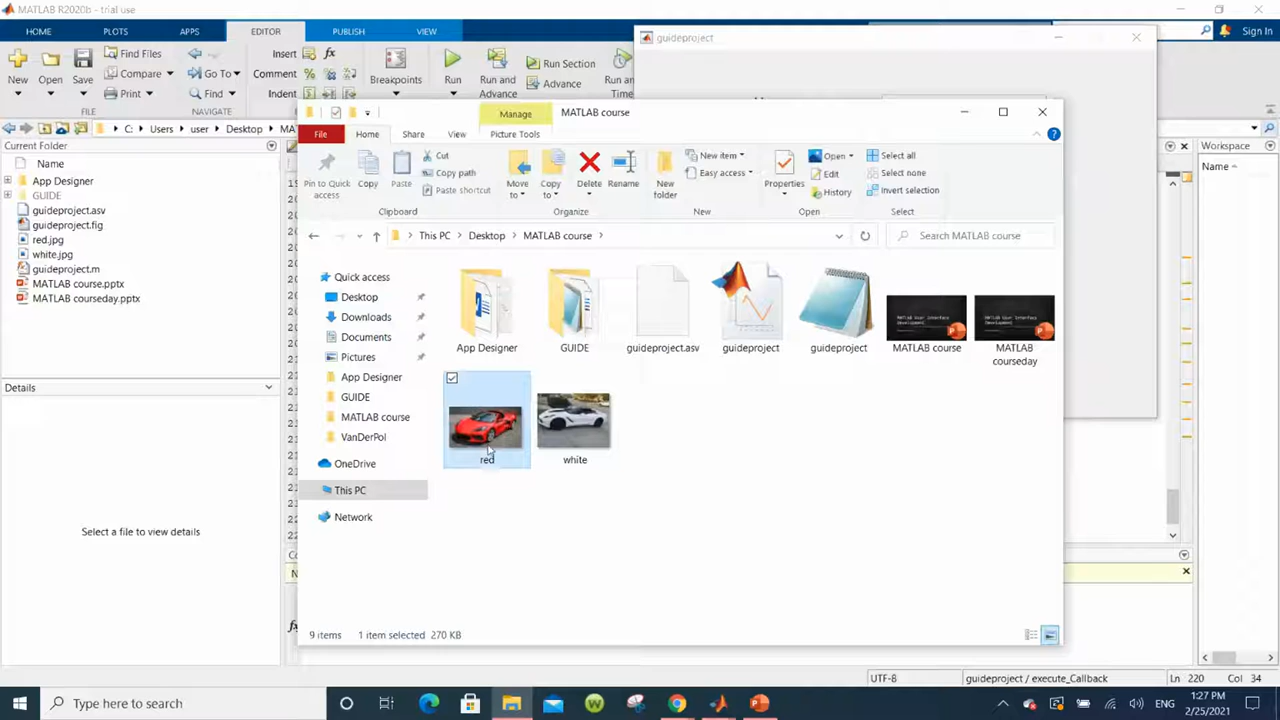 MATLAB R2020b - trial use
guideproject
HOME PLOTS APPS EDITOR PUBLISH VIEW
Sign In
New Open Save Find Files Compare Print
Go To Find
Insert Comment Indent
Breakpoints
Run
Run and Advance
Run Section
Advance
Run and Time
FILE NAVIGATE
C: Users user Desktop
Current Folder
Name
App Designer
GUIDE
guideproject.asv
guideproject.fig
red.jpg
white.jpg
guideproject.m
MATLAB course.pptx
MATLAB courseday.pptx
Details
Select a file to view details
Manage
MATLAB course
File Home Share View Picture Tools
Pin to Quick access
Copy
Paste
Cut
Copy path
Paste shortcut
Clipboard
Move to
Copy to
Delete
Rename
Organize
New folder
New item
Easy access
New
Properties
Open
Edit
History
Open
Select all
Select none
Invert selection
Select
This PC Desktop MATLAB course
Search MATLAB course
Quick access
Desktop
Downloads
Documents
Pictures
App Designer
GUIDE
MATLAB course
VanDerPol
OneDrive
This PC
Network
App Designer
GUIDE
guideproject.asv
guideproject
guideproject
MATLAB course
MATLAB courseday
red
white
9 items 1 item selected 270 KB
Workspace
Name
UTF-8 guideproject / execute_Callback Ln 220 Col 34
Type here to search
ENG
1:27 PM
2/25/2021